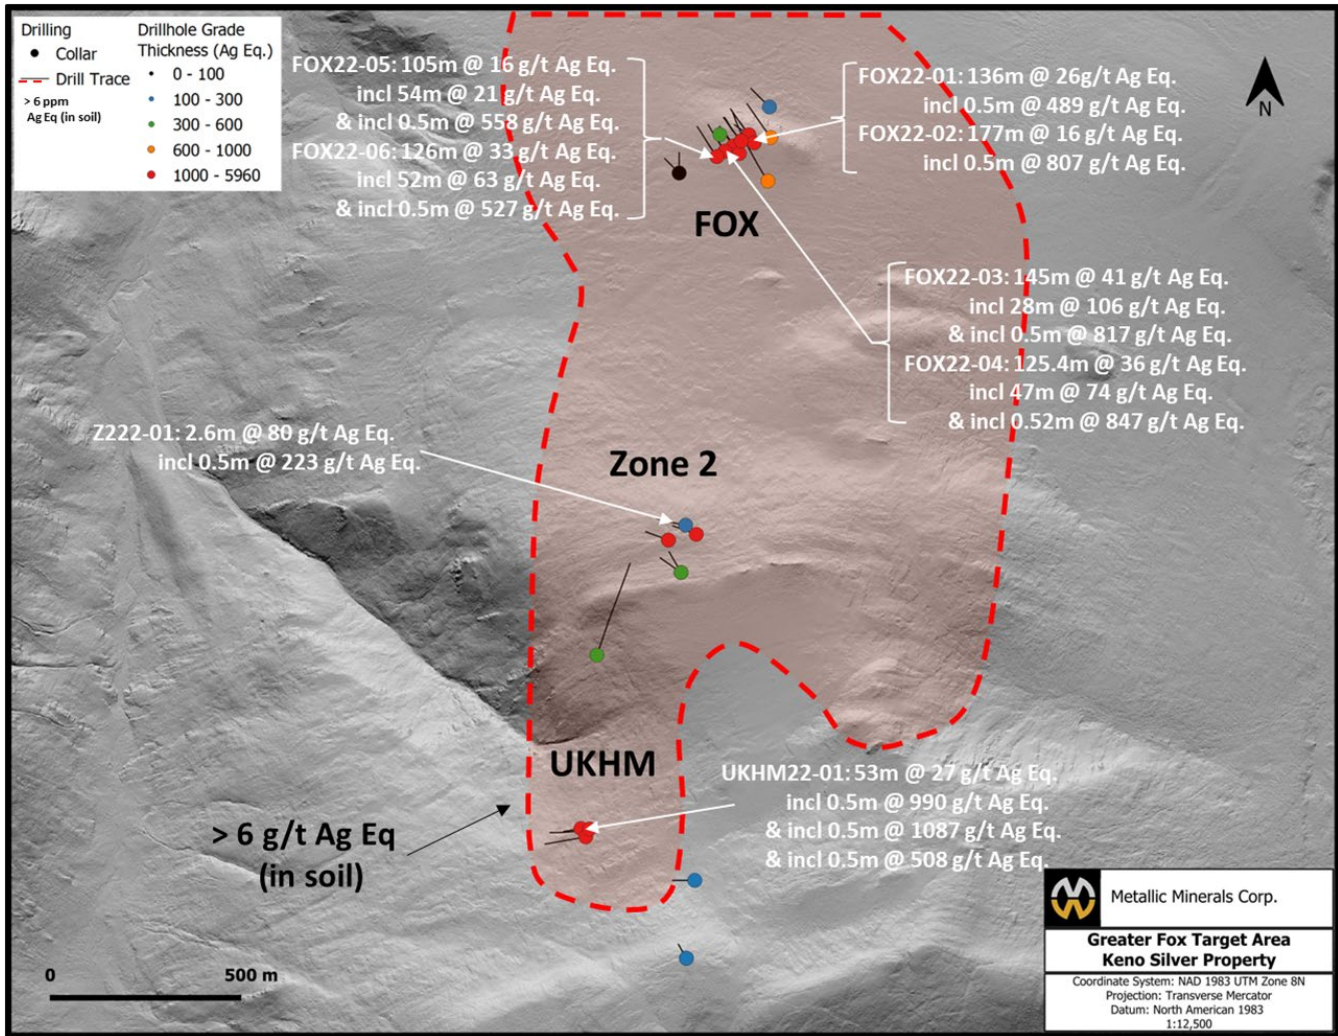 Drilling
Collar
Drill Trace
> 6 ppm
Ag Eq (in soil)
Drillhole Grade
Thickness (Ag Eq.)
0 - 100
100 - 300
300 - 600
600 - 1000
1000 - 5960
FOX22-05: 105m @ 16 g/t Ag Eq.
incl 54m @ 21 g/t Ag Eq.
& incl 0.5m @ 558 g/t Ag Eq.
FOX22-06: 126m @ 33 g/t Ag Eq.
incl 52m @ 63 g/t Ag Eq.
& incl 0.5m @ 527 g/t Ag Eq.
FOX22-01: 136m @ 26g/t Ag Eq.
incl 0.5m @ 489 g/t Ag Eq.
FOX22-02: 177m @ 16 g/t Ag Eq.
incl 0.5m @ 807 g/t Ag Eq.
N
FOX
FOX22-03: 145m @ 41 g/t Ag Eq.
incl 28m @ 106 g/t Ag Eq.
& incl 0.5m @ 817 g/t Ag Eq.
FOX22-04: 125.4m @ 36 g/t Ag Eq.
incl 47m @ 74 g/t Ag Eq.
& incl 0.52m @ 847 g/t Ag Eq.
Z222-01: 2.6m @ 80 g/t Ag Eq.
incl 0.5m @ 223 g/t Ag Eq.
Zone 2
UKHM
UKHM22-01: 53m @ 27 g/t Ag Eq.
incl 0.5m @ 990 g/t Ag Eq.
& incl 0.5m @ 1087 g/t Ag Eq.
& incl 0.5m @ 508 g/t Ag Eq.
> 6 g/t Ag Eq
(in soil)
0 500 m
Metallic Minerals Corp.
Greater Fox Target Area
Keno Silver Property
Coordinate System: NAD 1983 UTM Zone 8N
Projection: Transverse Mercator
Datum: North American 1983
1:12,500